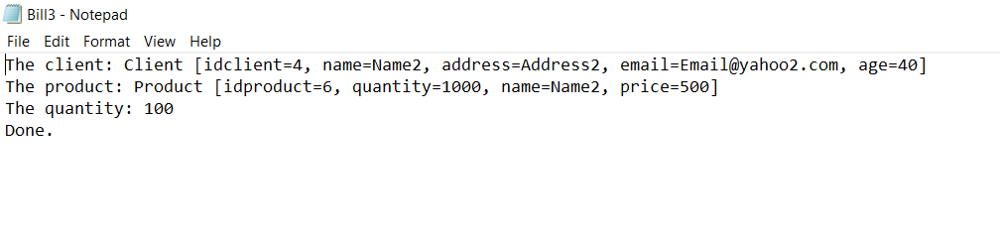 Bill3 - Notepad
File Edit Format View Help
The client: Client [idclient=4, name=Name2, address=Address2, email=Email@yahoo2.com, age=40]
The product: Product [idproduct=6, quantity=1000, name=Name2, price=500]
The quantity: 100
Done.